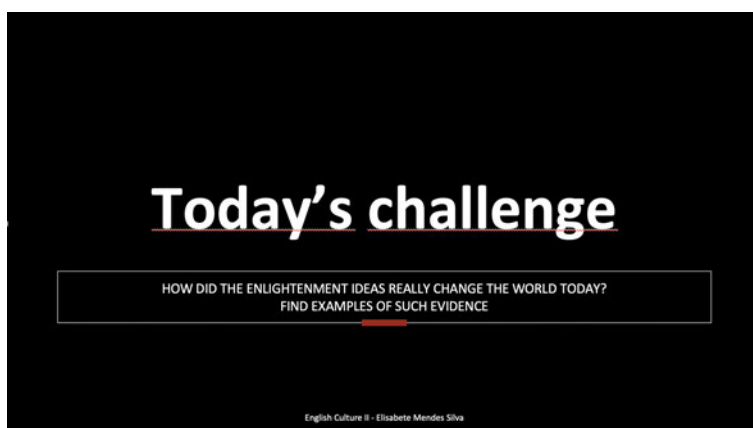 Today's challenge
HOW DID THE ENLIGHTENMENT IDEAS REALLY CHANGE THE WORLD TODAY?
FIND EXAMPLES OF SUCH EVIDENCE
English Culture II - Elisabete Mendes Silva